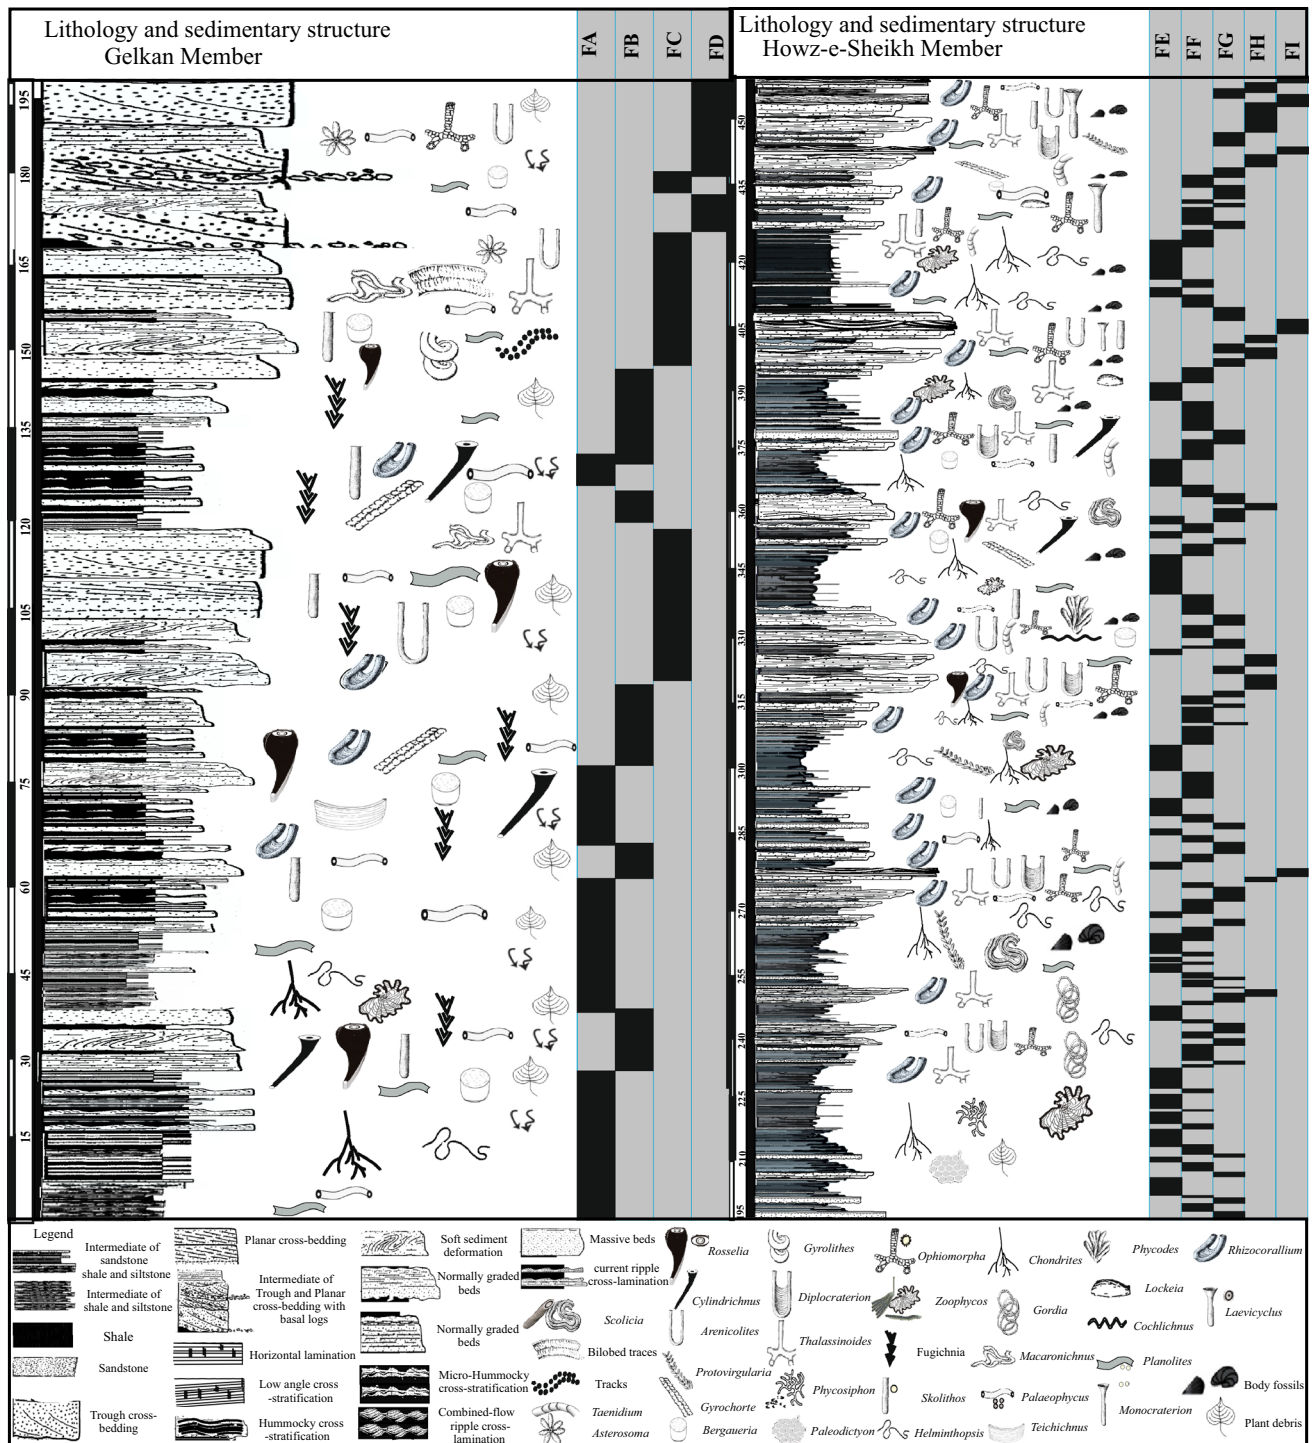 Lithology and sedimentary structure
Gelkan Member
FA
FB
FC
FD
Lithology and sedimentary structure
Howz-e-Sheikh Member
FE
FF
FG
FH
FI
195
180
165
150
135
120
105
90
75
60
45
30
15
450
435
420
405
390
375
360
345
330
315
300
285
270
255
240
225
210
195
Legend
Intermediate of
sandstone
shale and siltstone
Intermediate of
shale and siltstone
Shale
Sandstone
Trough cross-
bedding
Planar cross-bedding
Intermediate of
Trough and Planar
cross-bedding with
basal logs
Horizontal lamination
Low angle cross
-stratification
Hummocky cross
-stratification
Soft sediment
deformation
Normally graded
beds
Normally graded
beds
Micro-Hummocky
cross-stratification
Combined-flow
ripple cross-
lamination
Massive beds
current ripple
cross-lamination
Scolicia
Bilobed traces
Tracks
Taenidium
Asterosoma
Rosselia
Cylindrichnus
Arenicolites
Protovirgularia
Gyrochorte
Bergaueria
Gyrolithes
Diplocraterion
Thalassinoides
Phycosiphon
Paleodictyon
Ophiomorpha
Zoophycos
Fugichnia
Skolithos
Helminthopsis
Chondrites
Gordia
Macaronichnus
Palaeophycus
Teichichnus
Phycodes
Lockeia
Cochlichnus
Planolites
Monocraterion
Rhizocorallium
Laevicyclus
Body fossils
Plant debris